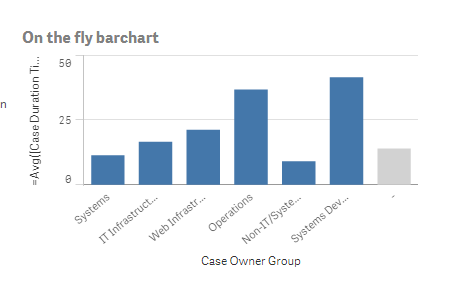 On the fly barchart
=Avg([Case Duration Ti...
50
25
0
n
Systems
IT Infrastruct...
Web Infrastr...
Operations
Non-IT/Syste...
Systems Dev...
-
Case Owner Group